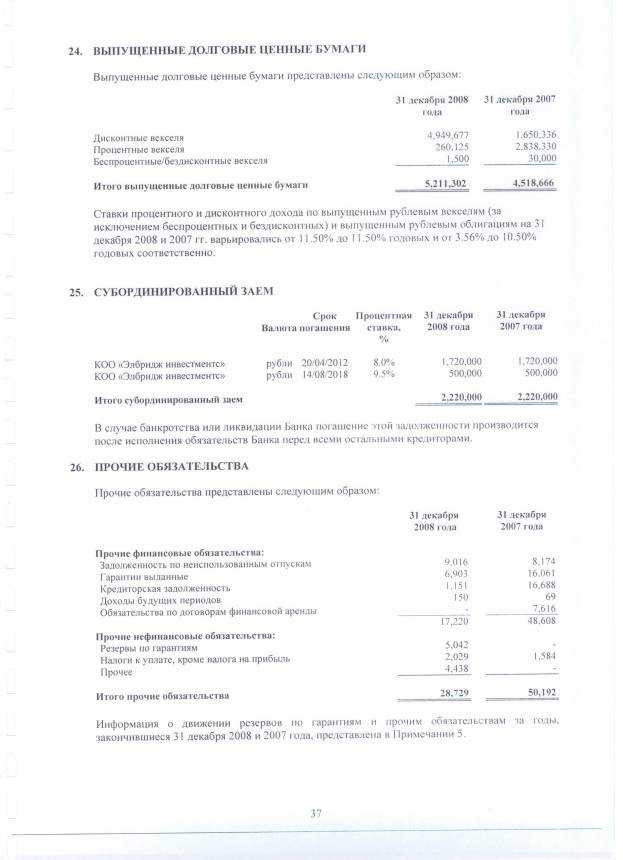 24. ВЫПУЩЕННЫЕ ДОЛГОВЫЕ ЦЕННЫЕ БУМАГИ
Выпущенные долговые ценные бумаги представлены следующим образом:
31 декабря 2008 31 декабря 2007
года года
Дисконтные векселя 4,949,677 1,650,336
Процентные векселя 260,125 2,838,330
Беспроцентные/бездисконтные векселя 1,500 30,000
Итого выпущенные долговые ценные бумаги 5,211,302 4,518,666
Ставки процентного и дисконтного дохода по выпущенным рублевым векселям (за
исключением беспроцентных и бездисконтных) и выпущенным рублевым облигациям на 31
декабря 2008 и 2007 гг. варьировались от 11.50% до 11.50% годовых и от 3.56% до 10.50%
годовых соответственно.
25. СУБОРДИНИРОВАННЫЙ ЗАЕМ
Срок Процентная 31 декабря 31 декабря
Валюта погашения ставка, 2008 года 2007 года
%
КОО «Элбридж инвестментс» рубли 20/04/2012 8.0% 1,720,000 1,720,000
КОО «Элбридж инвестментс» рубли 14/08/2018 9.5% 500,000 500,000
Итого субординированный заем 2,220,000 2,220,000
В случае банкротства или ликвидации Банка погашение этой задолженности производится
после исполнения обязательств Банка перед всеми остальными кредиторами.
26. ПРОЧИЕ ОБЯЗАТЕЛЬСТВА
Прочие обязательства представлены следующим образом:
31 декабря 31 декабря
2008 года 2007 года
Прочие финансовые обязательства:
Задолженность по неиспользованным отпускам 9,016 8,174
Гарантии выданные 6,903 16,061
Кредиторская задолженность 1,151 16,688
Доходы будущих периодов 150 69
Обязательства по договорам финансовой аренды - 7,616
17,220 48,608
Прочие нефинансовые обязательства:
Резервы по гарантиям 5,042 -
Налоги к уплате, кроме налога на прибыль 2,029 1,584
Прочее 4,438 -
Итого прочие обязательства 28,729 50,192
Информация о движении резервов по гарантиям и прочим обязательствам за годы,
закончившиеся 31 декабря 2008 и 2007 года, представлена в Примечании 5.
37